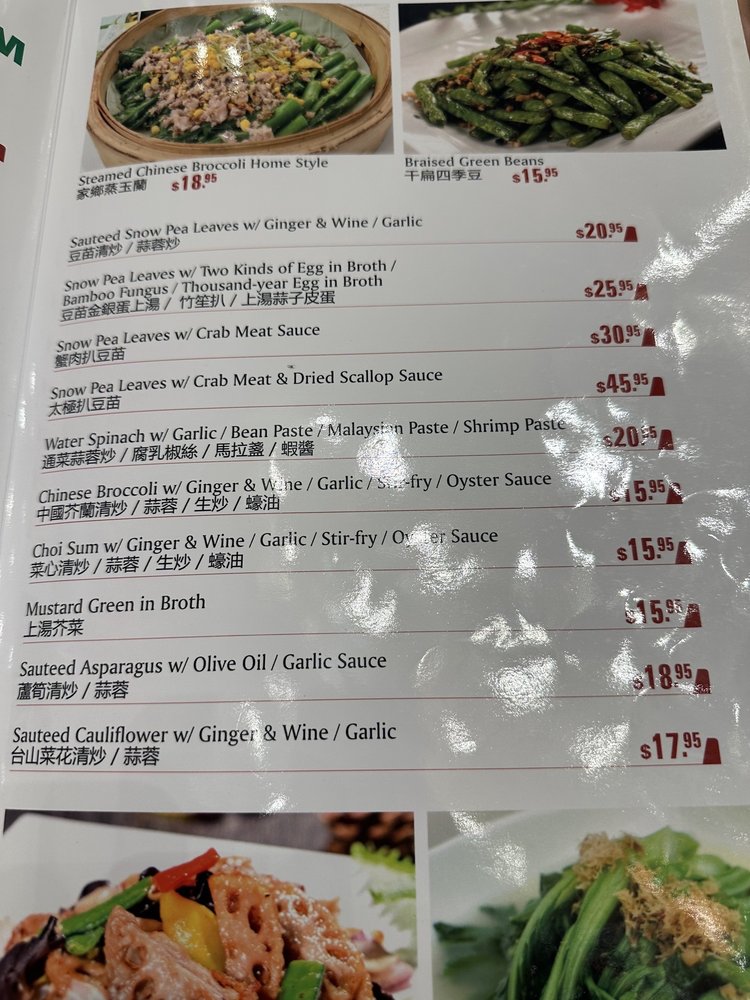 M
Steamed Chinese Broccoli Home Style
家鄉蒸玉蘭 $18.95
Braised Green Beans
干扁四季豆 $15.95
Sauteed Snow Pea Leaves w/ Ginger & Wine / Garlic $20.95
豆苗清炒 / 蒜蓉炒
Snow Pea Leaves w/ Two Kinds of Egg in Broth /
Bamboo Fungus / Thousand-year Egg in Broth $25.95
豆苗金銀蛋上湯 / 竹笙扒 / 上湯蒜子皮蛋
Snow Pea Leaves w/ Crab Meat Sauce $30.95
蟹肉扒豆苗
Snow Pea Leaves w/ Crab Meat & Dried Scallop Sauce $45.95
太極扒豆苗
Water Spinach w/ Garlic / Bean Paste / Malaysian Paste / Shrimp Paste $20.95
通菜蒜蓉炒 / 腐乳椒絲 / 馬拉盞 / 蝦醬
Chinese Broccoli w/ Ginger & Wine / Garlic / Stir-fry / Oyster Sauce $15.95
中國芥蘭清炒 / 蒜蓉 / 生炒 / 蠔油
Choi Sum w/ Ginger & Wine / Garlic / Stir-fry / Oyster Sauce $15.95
菜心清炒 / 蒜蓉 / 生炒 / 蠔油
Mustard Green in Broth $15.95
上湯芥菜
Sauteed Asparagus w/ Olive Oil / Garlic Sauce $18.95
蘆筍清炒 / 蒜蓉
Sauteed Cauliflower w/ Ginger & Wine / Garlic $17.95
台山菜花清炒 / 蒜蓉